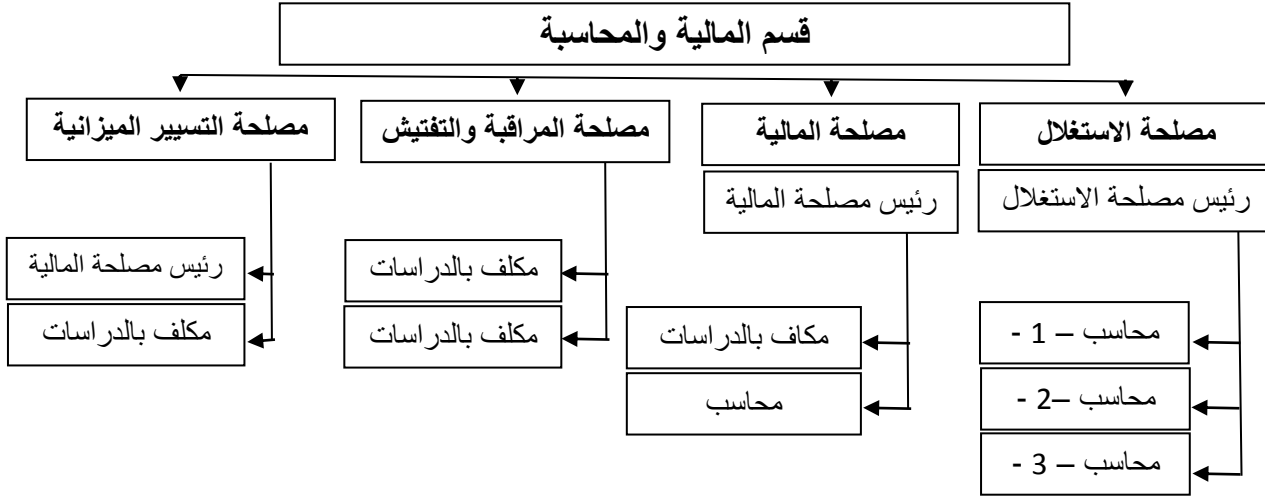 قسم المالية والمحاسبة
مصلحة الاستغلال
رئيس مصلحة الاستغلال
محاسب – 1 -
محاسب –2 -
محاسب – 3 -
مصلحة المالية
رئيس مصلحة المالية
مكاف بالدراسات
محاسب
مصلحة المراقبة والتفتيش
مكلف بالدراسات
مكلف بالدراسات
مصلحة التسيير الميزانية
رئيس مصلحة المالية
مكلف بالدراسات